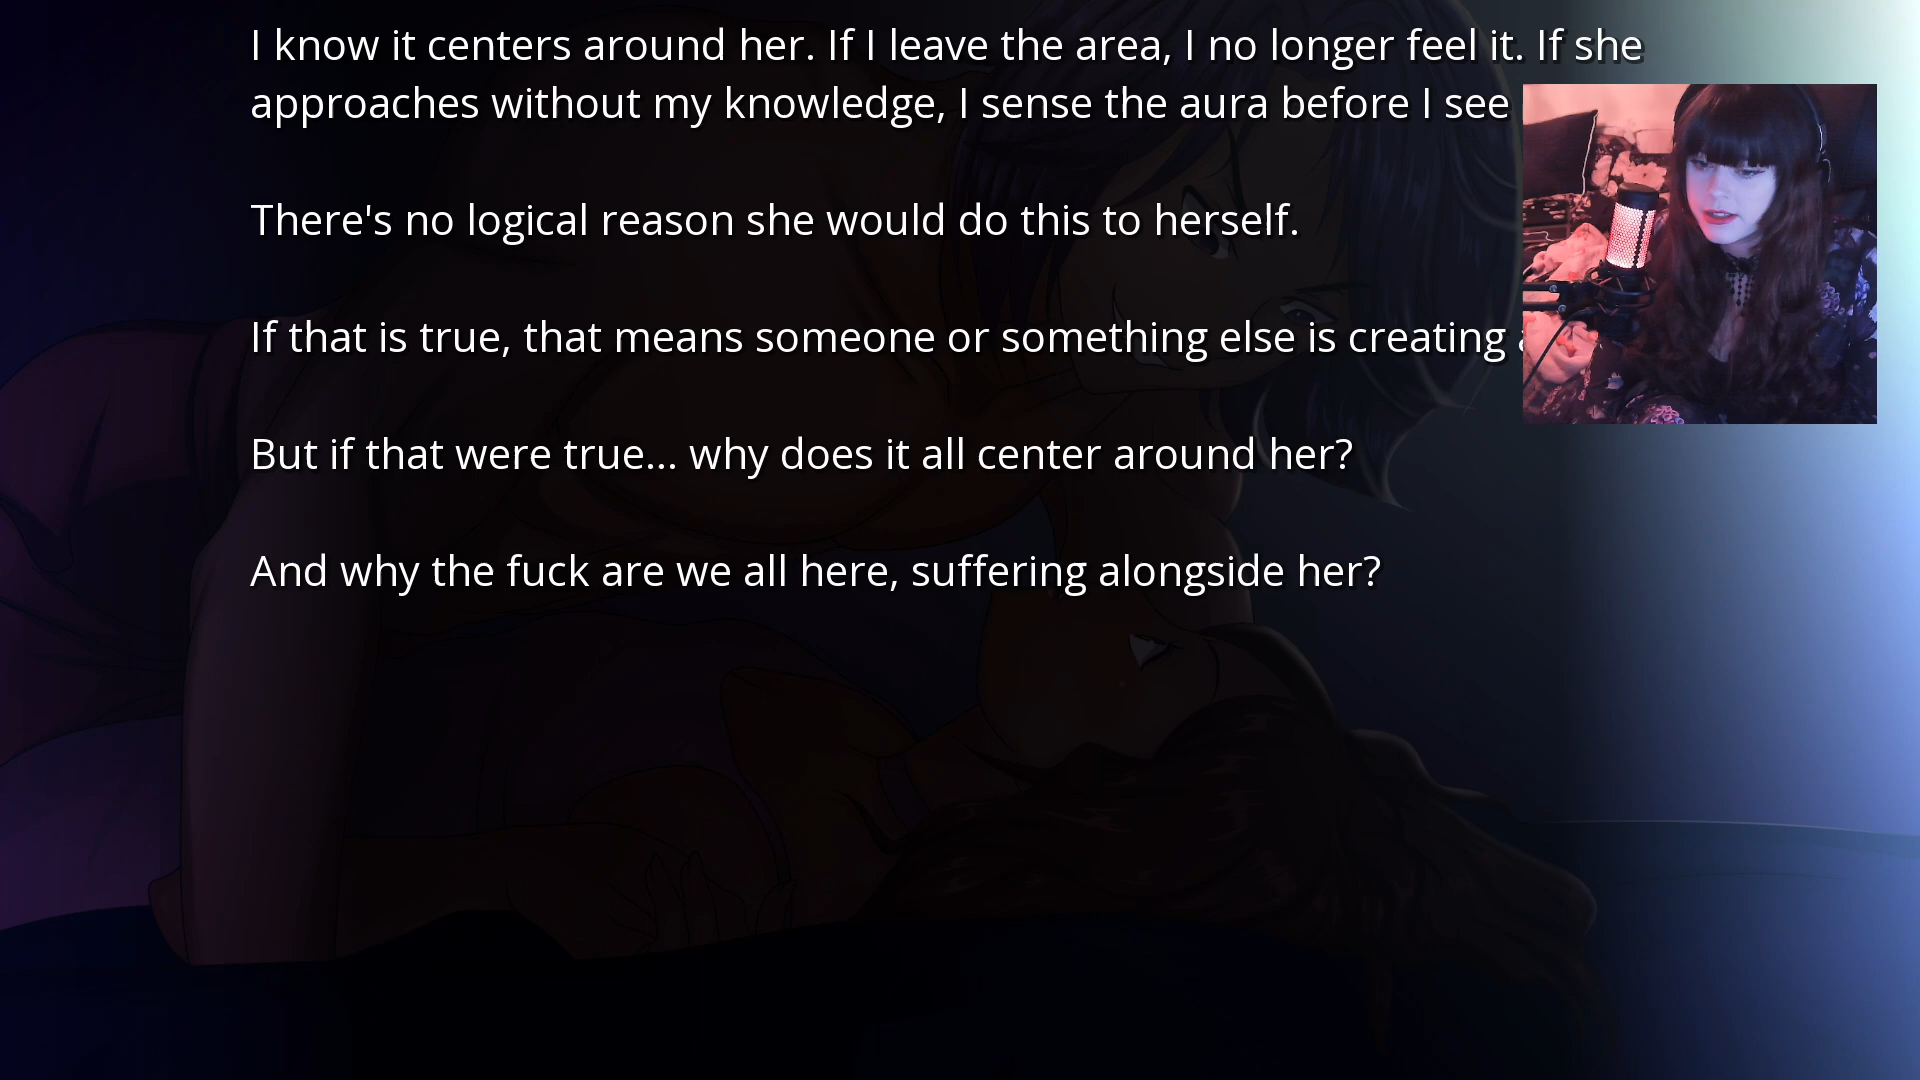 I know it centers around her. If I leave the area, I no longer feel it. If she
approaches without my knowledge, I sense the aura before I see
There's no logical reason she would do this to herself.
If that is true, that means someone or something else is creating
But if that were true... why does it all center around her?
And why the fuck are we all here, suffering alongside her?